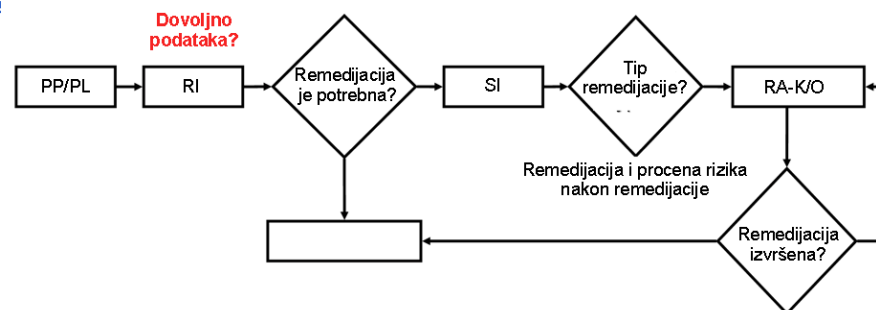 Dovoljno
podataka?
PP/PL
RI
Remedijacija
je potrebna?
SI
Tip
remedijacije?
RA-K/O
Remedijacija i procena rizika
nakon remedijacije
Remedijacija
izvršena?